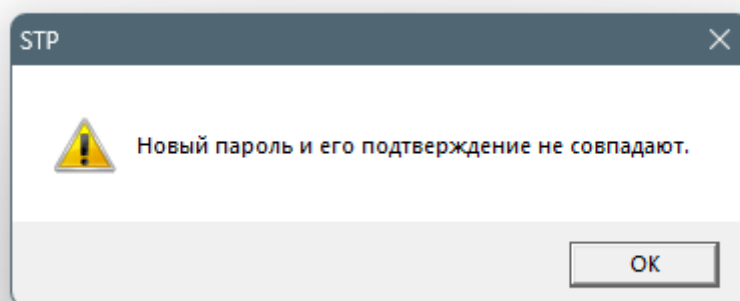 STP
Новый пароль и его подтверждение не совпадают.
OK